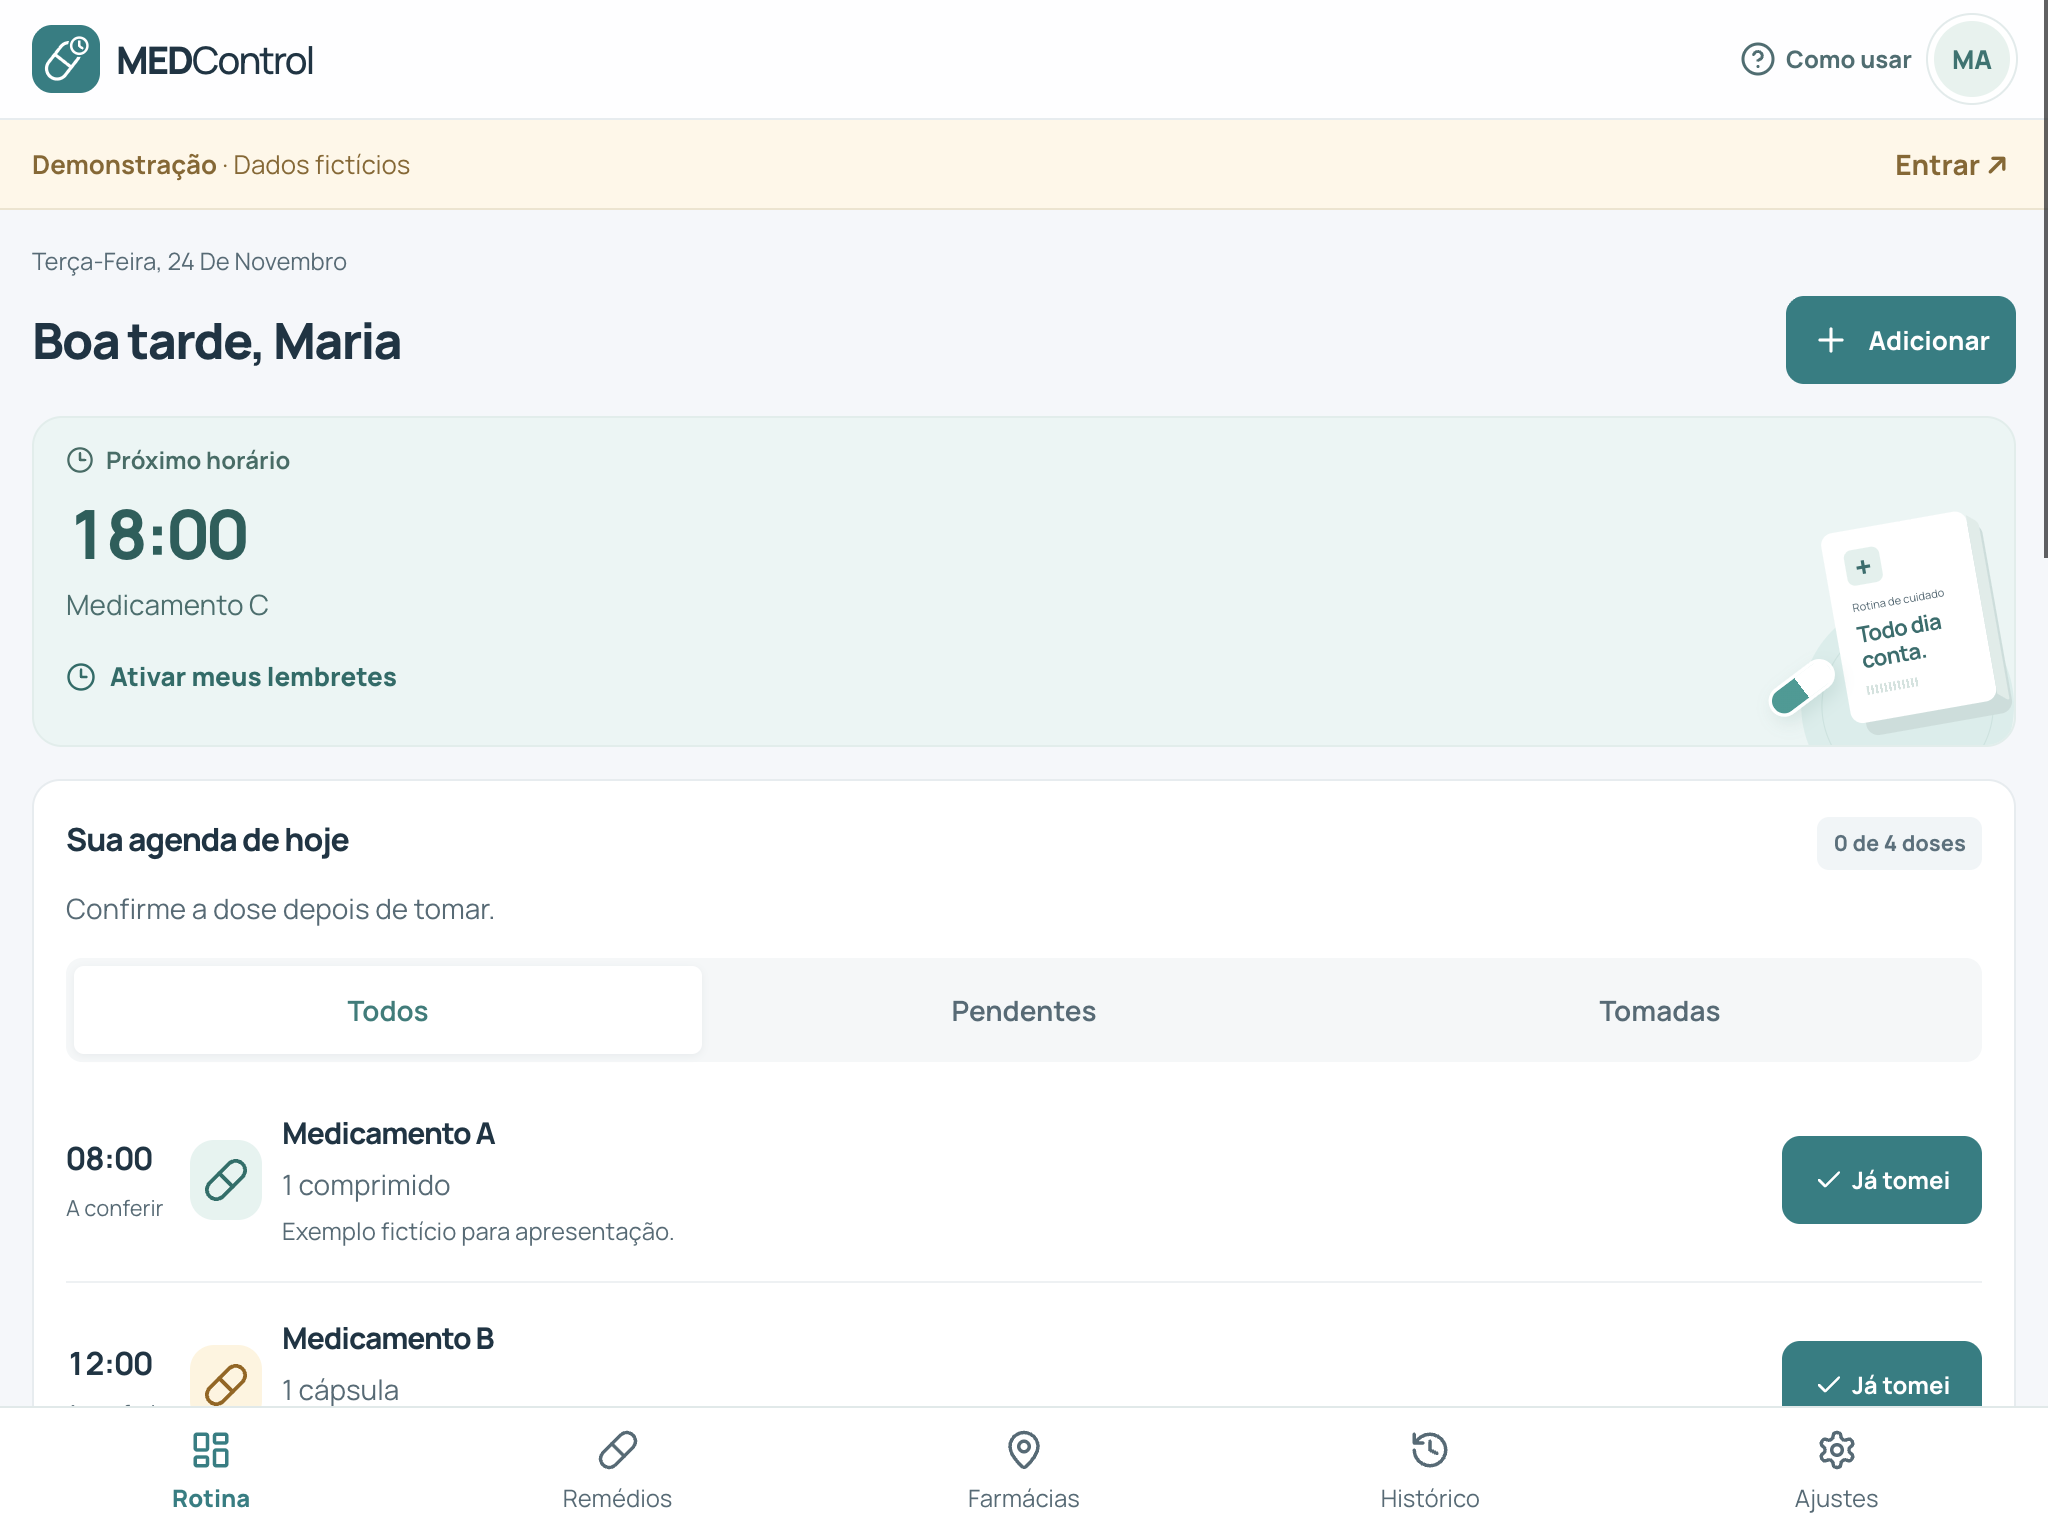 MEDControl
Como usar
MA
Demonstração · Dados fictícios
Entrar
Terça-Feira, 24 De Novembro
Boa tarde, Maria
Adicionar
Próximo horário
18:00
Medicamento C
Ativar meus lembretes
Rotina de cuidado
Todo dia
conta.
Sua agenda de hoje
0 de 4 doses
Confirme a dose depois de tomar.
Todos
Pendentes
Tomadas
08:00
A conferir
Medicamento A
1 comprimido
Exemplo fictício para apresentação.
Já tomei
12:00
Medicamento B
1 cápsula
Já tomei
Rotina
Remédios
Farmácias
Histórico
Ajustes